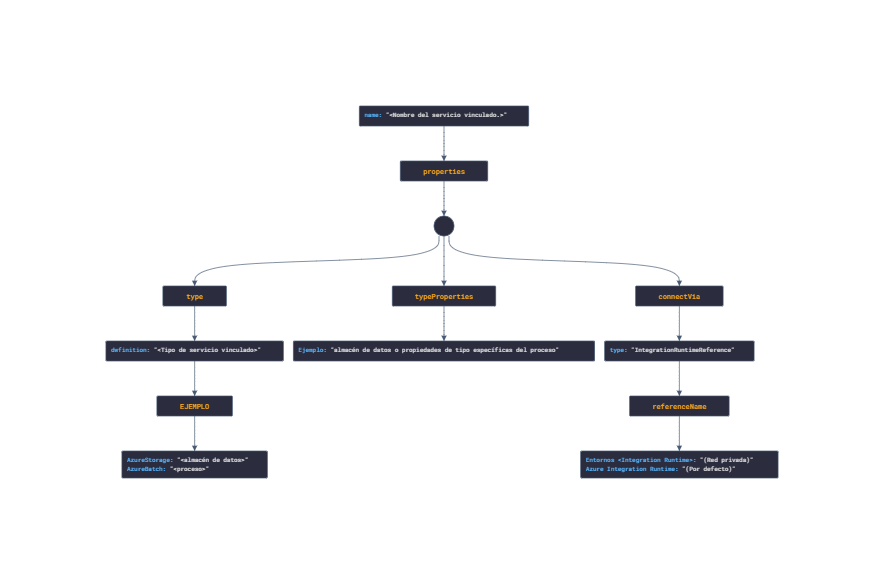 name: "<Nombre del servicio vinculado.>"
properties
type
typeProperties
connectVia
definition: "<Tipo de servicio vinculado>"
Ejemplo: "almacén de datos o propiedades de tipo específicas del proceso"
type: "IntegrationRuntimeReference"
EJEMPLO
referenceName
AzureStorage: "<almacén de datos>"
AzureBatch: "<proceso>"
Entornos <Integration Runtime>: "(Red privada)"
Azure Integration Runtime: "(Por defecto)"